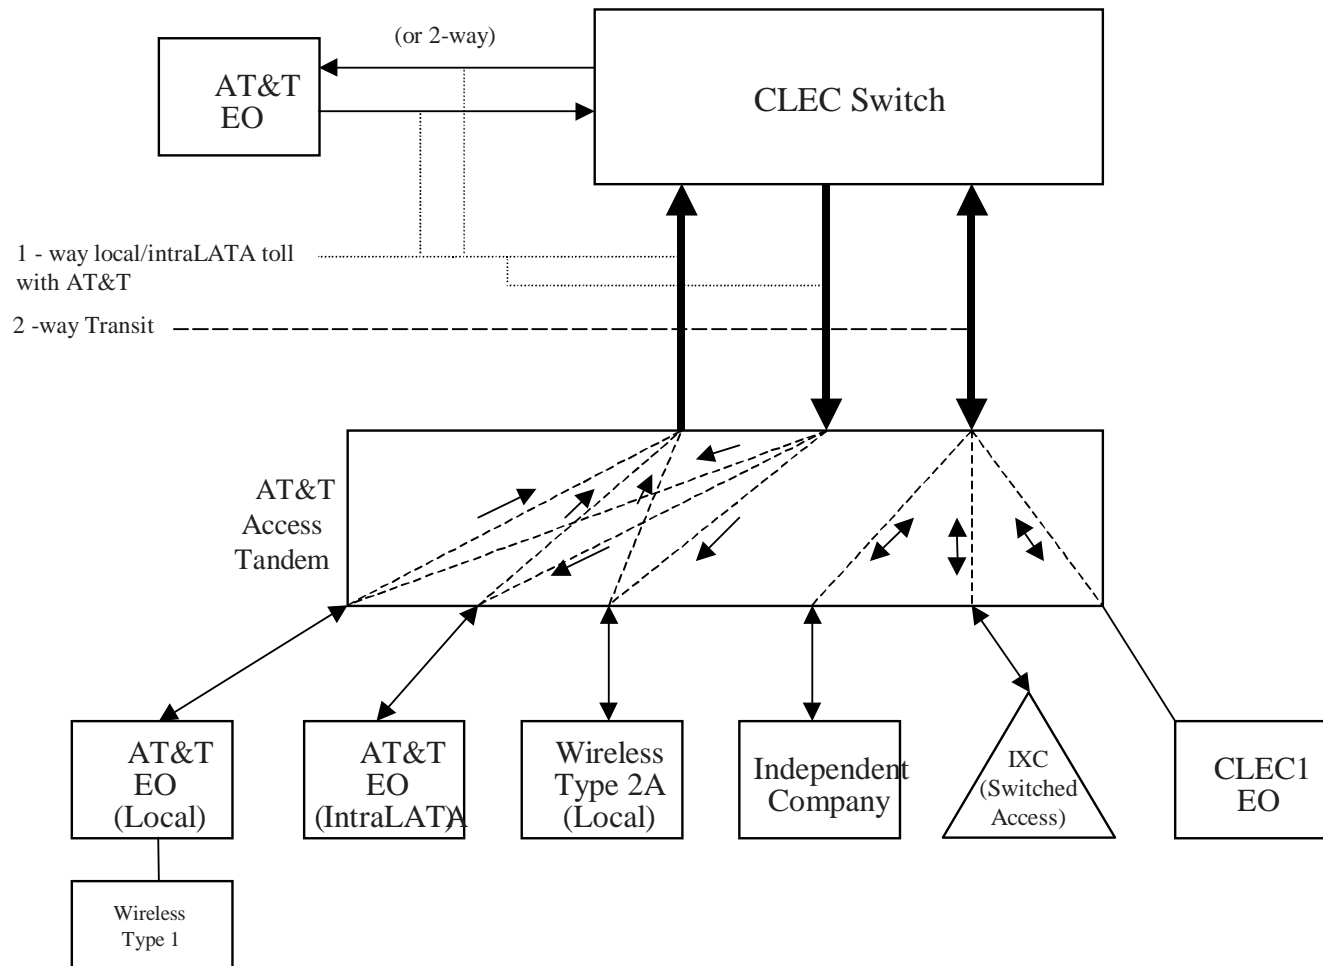 (or 2-way)
AT&T
EO
CLEC Switch
1 - way local/intraLATA toll
with AT&T
2 -way Transit
AT&T
Access
Tandem
AT&T
EO
(Local)
AT&T
EO
(IntraLATA)
Wireless
Type 2A
(Local)
Independent
Company
IXC
(Switched
Access)
CLEC1
EO
Wireless
Type 1